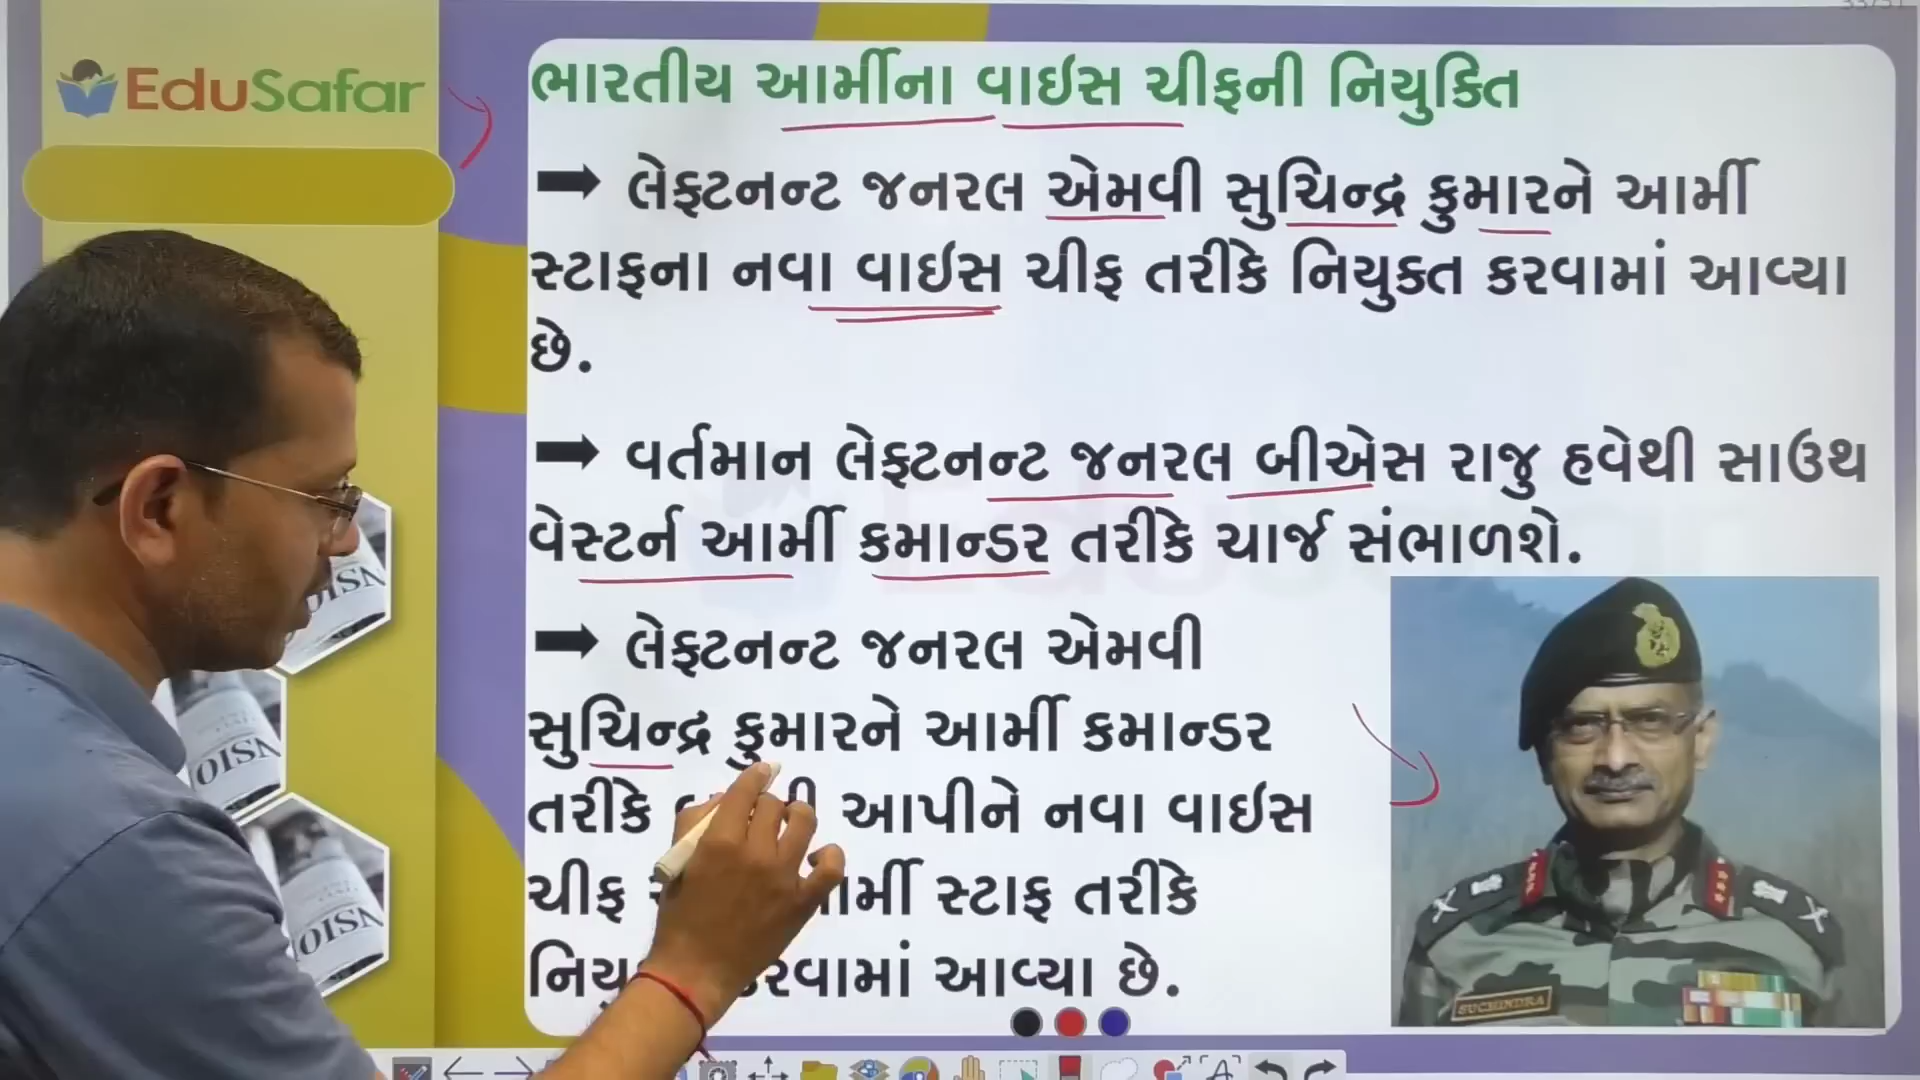 EduSafar
ભારતીય આર્મીના વાઇસ ચીફની નિયુક્તિ
➡ લેફ્ટનન્ટ જનરલ એમવી સુચિન્દ્ર કુમારને આર્મી
સ્ટાફના નવા વાઇસ ચીફ તરીકે નિયુક્ત કરવામાં આવ્યા
છે.
➡ વર્તમાન લેફ્ટનન્ટ જનરલ બીએસ રાજુ હવેથી સાઉથ
વેસ્ટર્ન આર્મી કમાન્ડર તરીકે ચાર્જ સંભાળશે.
➡ લેફ્ટનન્ટ જનરલ એમવી
સુચિન્દ્ર કુમારને આર્મી કમાન્ડર
તરીકે આપીને નવા વાઇસ
ચીફ સ્ટાફ તરીકે
કરવામાં આવ્યા છે.
SUCHINDRA